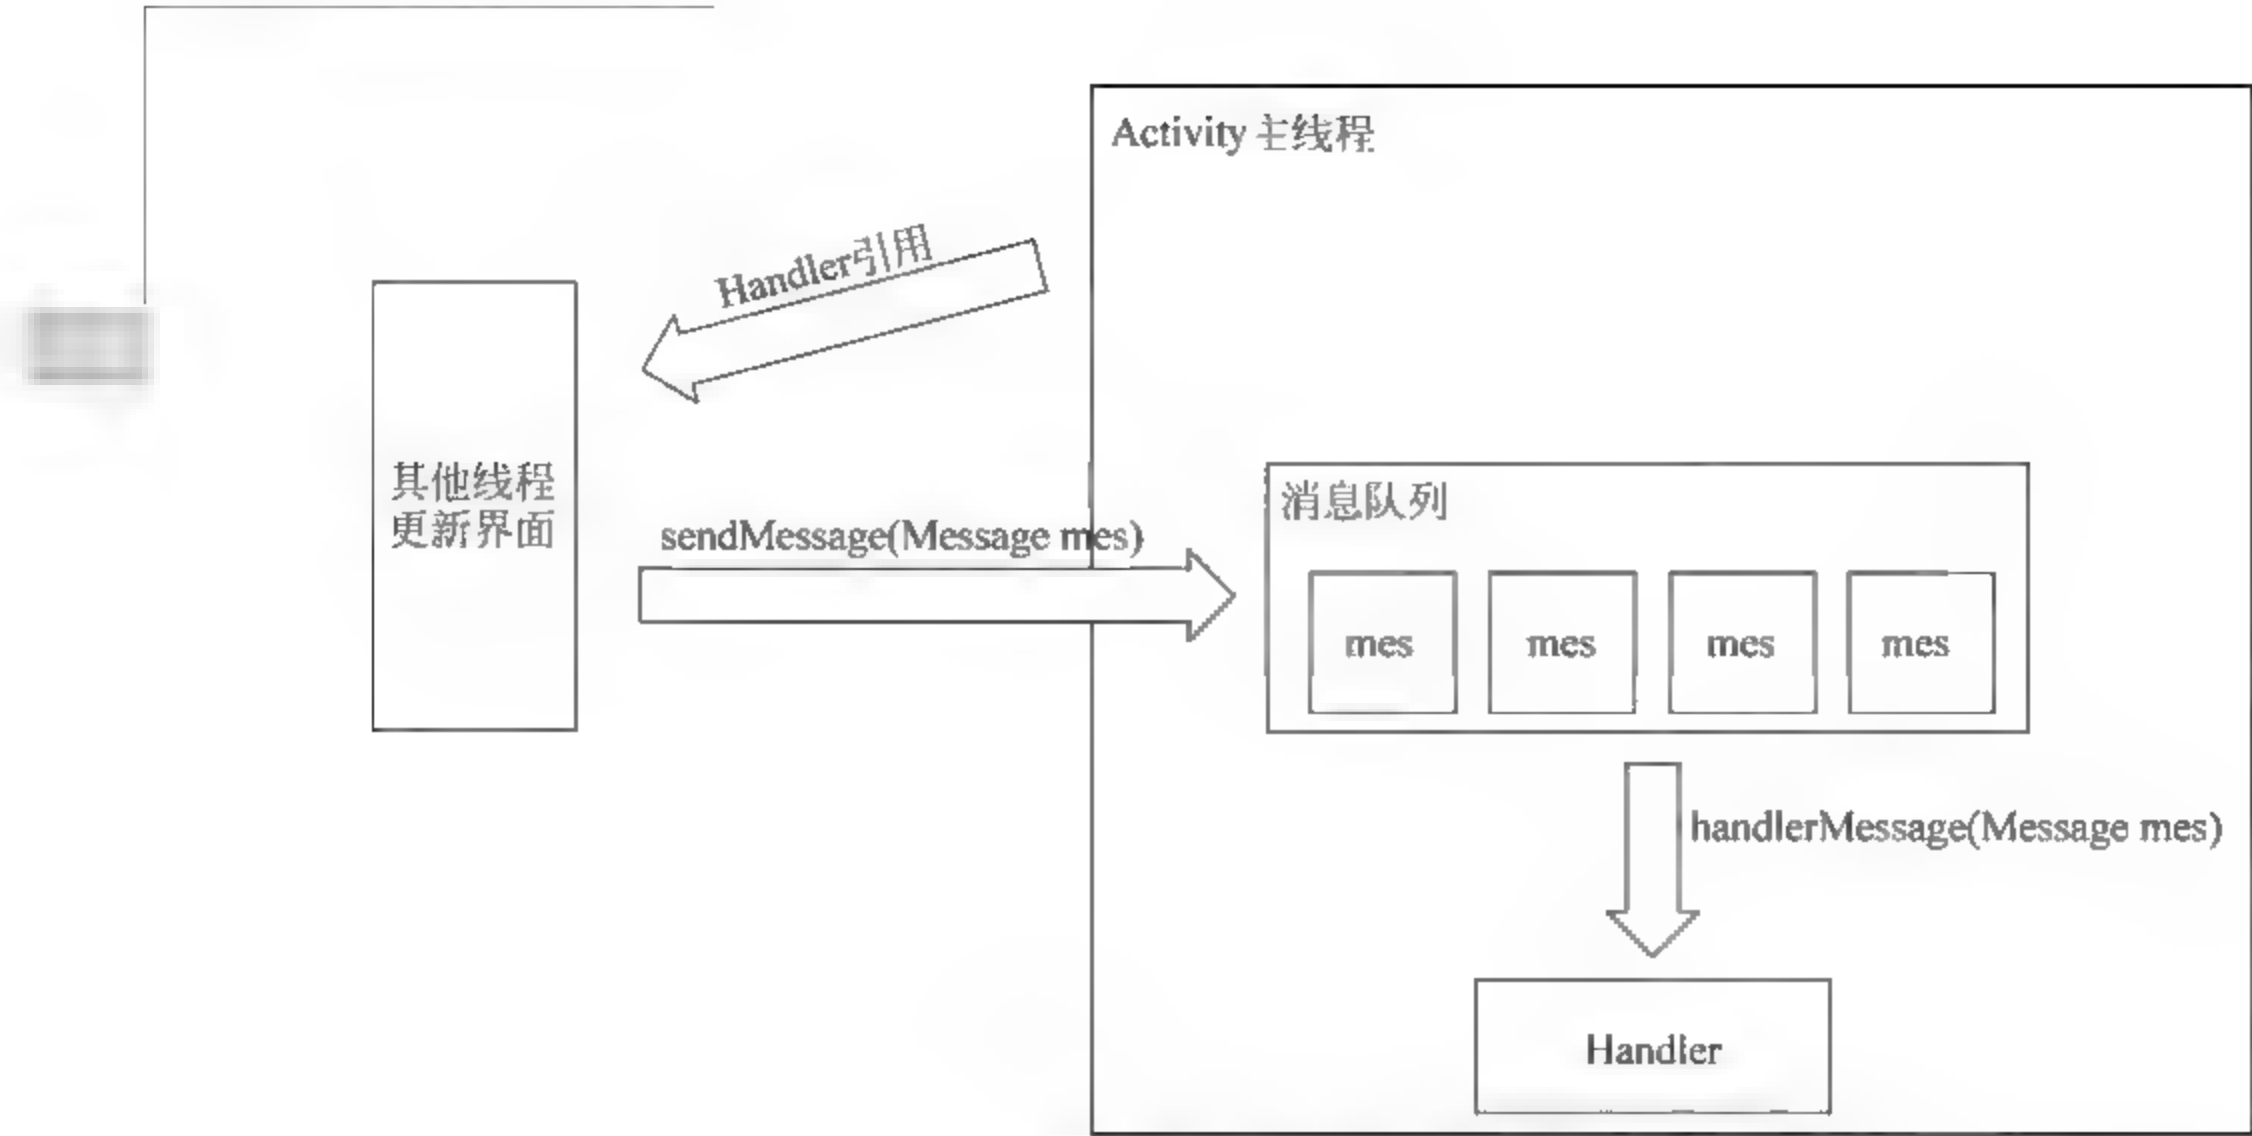 Activity 主线程
Handler引用
其他线程
更新界面
sendMessage(Message mes)
消息队列
mes mes mes mes
handlerMessage(Message mes)
Handler